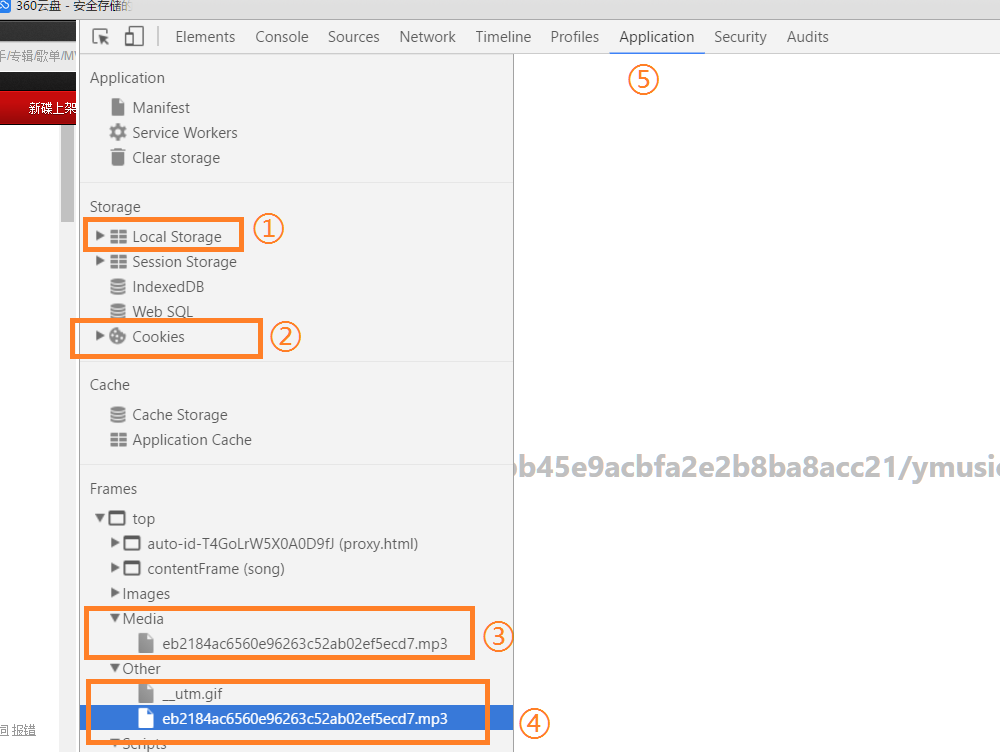 360云盘 - 安全存储的
Elements Console Sources Network Timeline Profiles Application Security Audits
手/专辑/歌单/MV
⑤
新碟上架
Application
Manifest
Service Workers
Clear storage
Storage
Local Storage ①
Session Storage
IndexedDB
Web SQL
Cookies ②
Cache
Cache Storage
Application Cache
bb45e9acbfa2e2b8ba8acc21/ymusic
Frames
top
auto-id-T4GoLrW5X0A0D9fJ (proxy.html)
contentFrame (song)
Images
Media
eb2184ac6560e96263c52ab02ef5ecd7.mp3 ③
Other
__utm.gif
eb2184ac6560e96263c52ab02ef5ecd7.mp3 ④
报错
Scripts